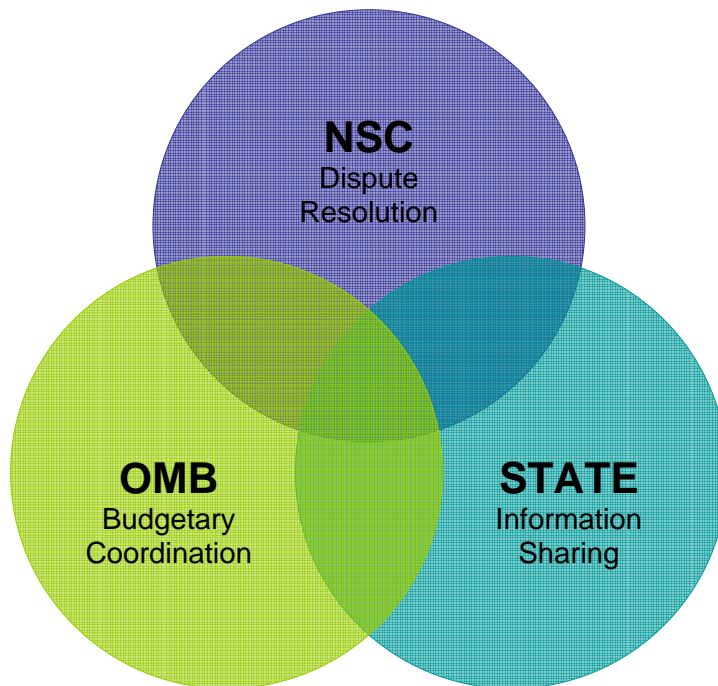 NSC
Dispute
Resolution
OMB
Budgetary
Coordination
STATE
Information
Sharing